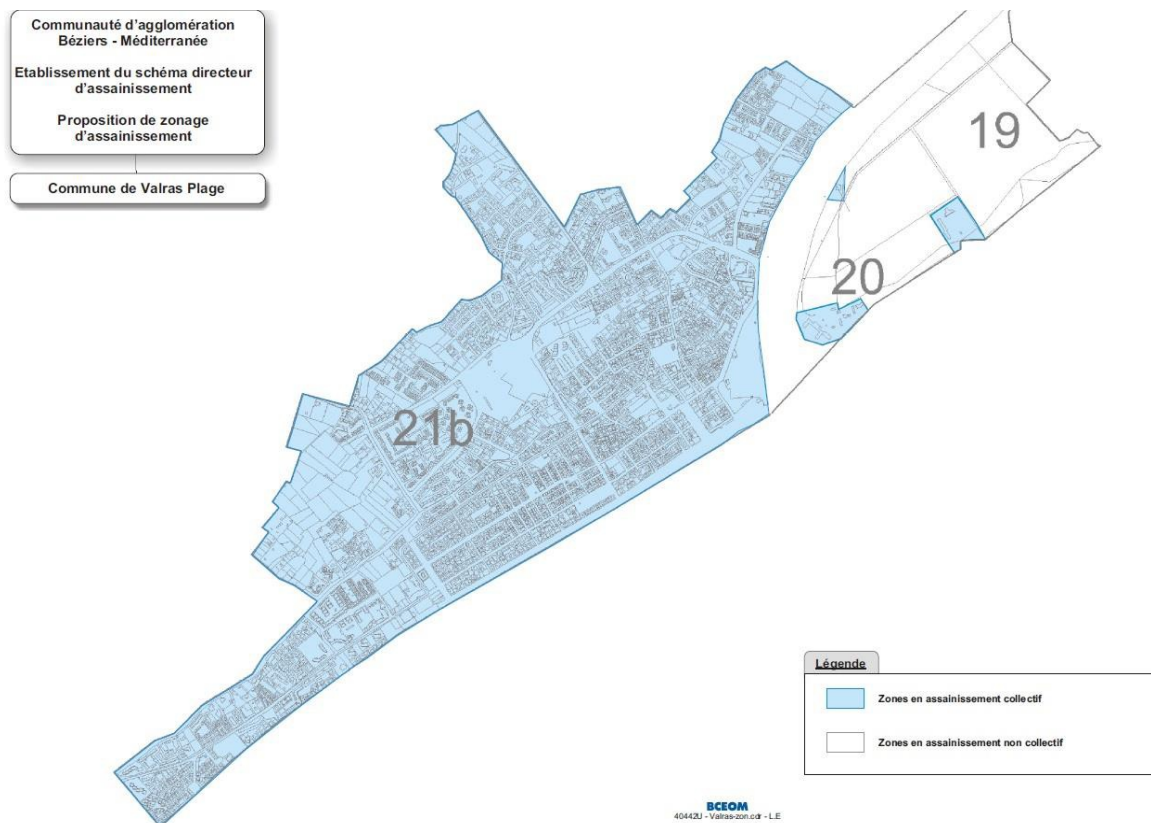 Communauté d'agglomération
Béziers - Méditerranée
Etablissement du schéma directeur
d'assainissement
Proposition de zonage
d'assainissement
Commune de Valras Plage
19
20
21b
Légende
Zones en assainissement collectif
Zones en assainissement non collectif
BCEOM
40442U - Valras-zon.cdr - L.E